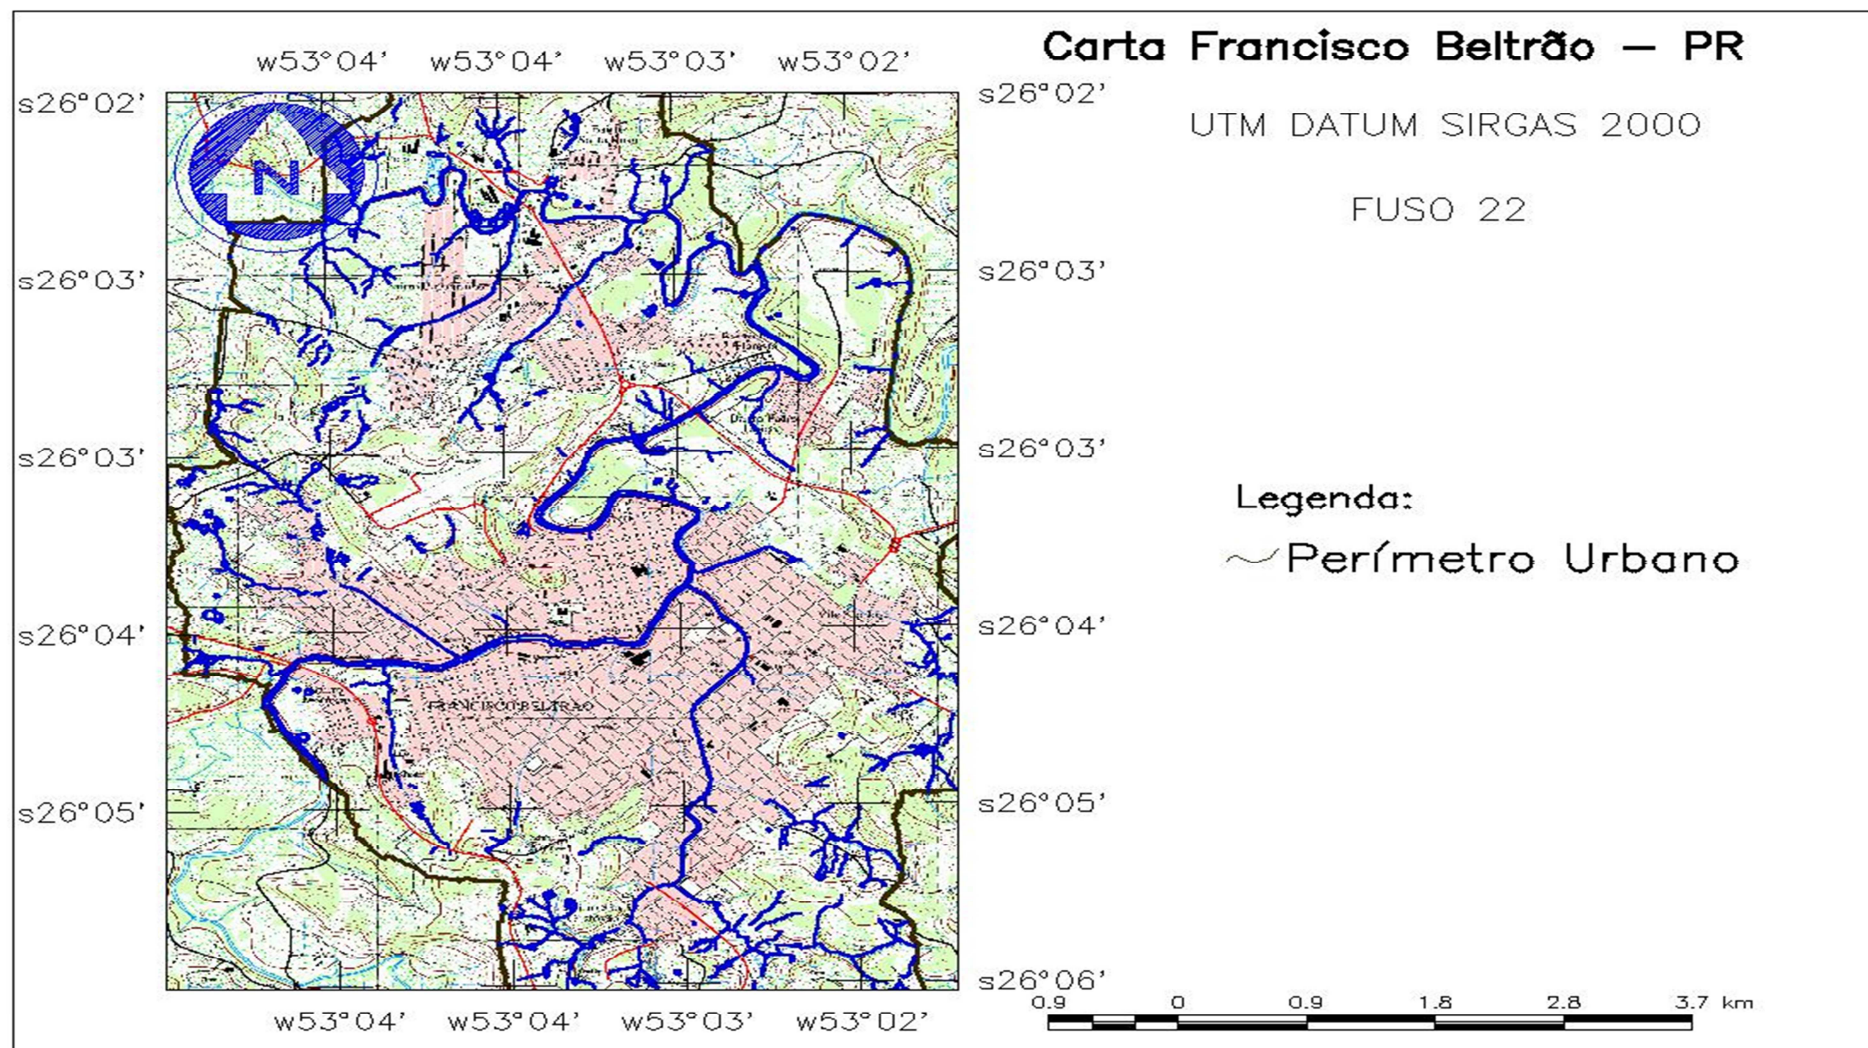 Carta Francisco Beltrão – PR
w53°04' w53°04' w53°03' w53°02'
s26°02' s26°02'
UTM DATUM SIRGAS 2000
N
FUSO 22
s26°03' s26°03'
s26°03' s26°03'
Legenda:
Perímetro Urbano
s26°04' s26°04'
FRANCISCO BELTRAO
s26°05' s26°05'
s26°06'
0.9 0 0.9 1.8 2.8 3.7 km
w53°04' w53°04' w53°03' w53°02'